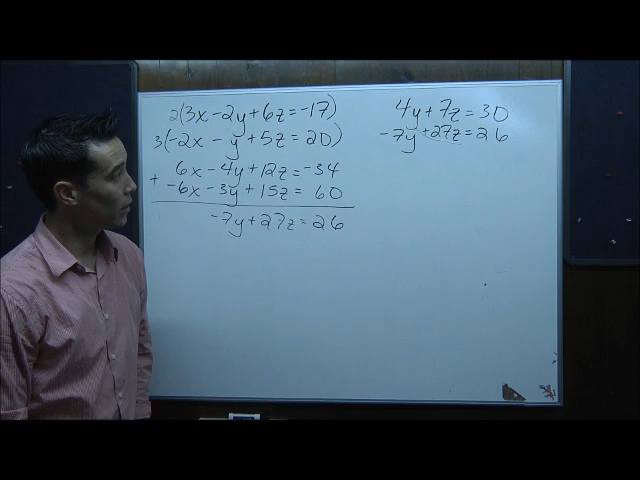 2(3x-2y+6z=-17)
3(-2x-y+5z=20)
6x-4y+12z=-34
+ -6x-3y+15z=60
-7y+27z=26
4y+7z=30
-7y+27z=26